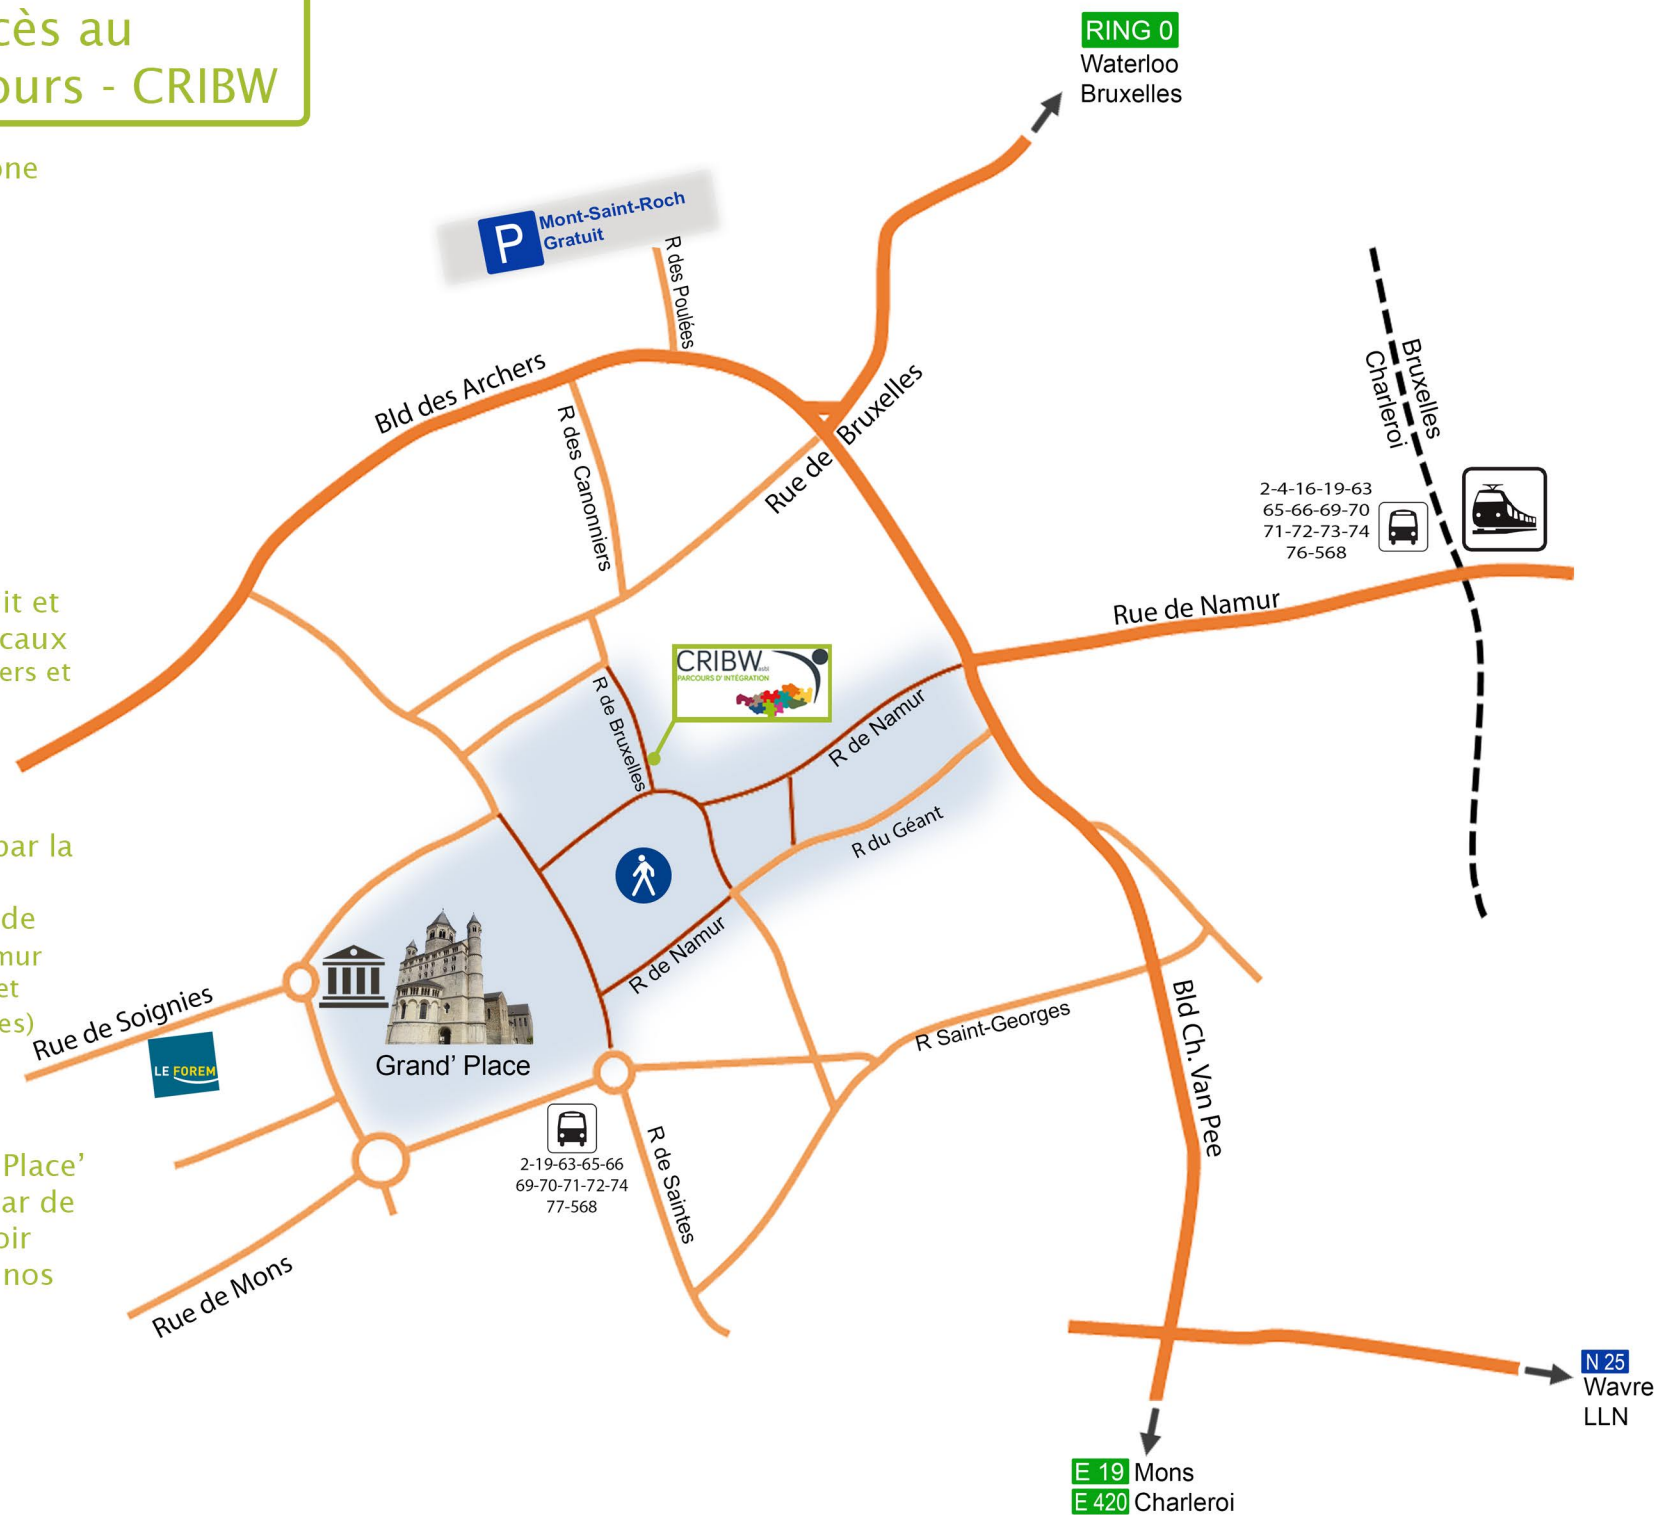 cès au
ours - CRIBW
one
it et
caux
ers et
par la
de
mur
et
es)
Place’
ar de
oir
nos
RING 0
Waterloo
Bruxelles
P
Mont-Saint-Roch
Gratuit
R des Poulées
Bld des Archers
R des Canonniers
Rue de Bruxelles
Bruxelles
Charleroi
2-4-16-19-63
65-66-69-70
71-72-73-74
76-568
Rue de Namur
CRIBW asbl
PARCOURS D'INTÉGRATION
R de Bruxelles
R de Namur
R du Géant
R de Namur
Rue de Soignies
LE FOREM
Grand’ Place
R Saint-Georges
Bld Ch. Van Pee
2-19-63-65-66
69-70-71-72-74
77-568
R de Saintes
Rue de Mons
N 25
Wavre
LLN
E 19 Mons
E 420 Charleroi